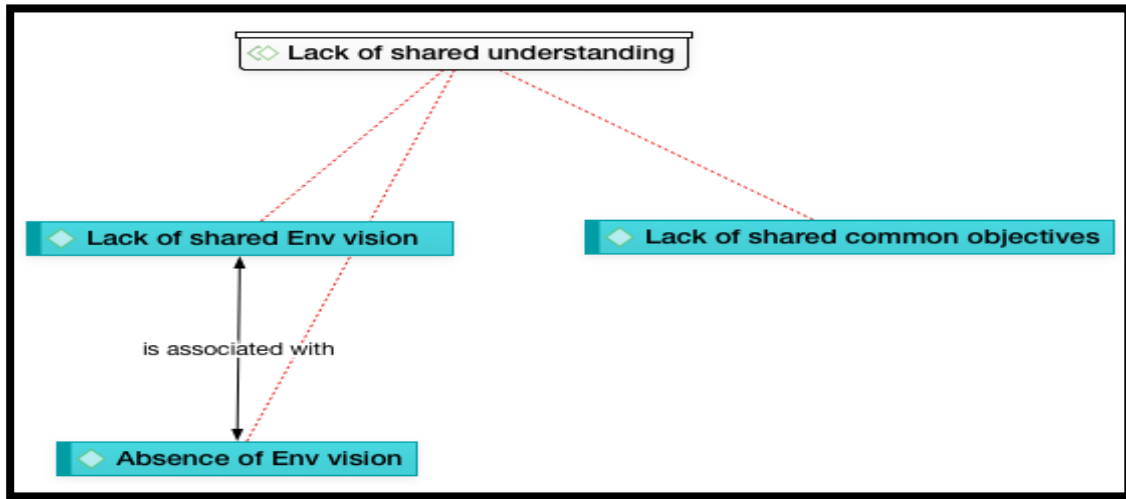 Lack of shared understanding
Lack of shared Env vision
Lack of shared common objectives
is associated with
Absence of Env vision